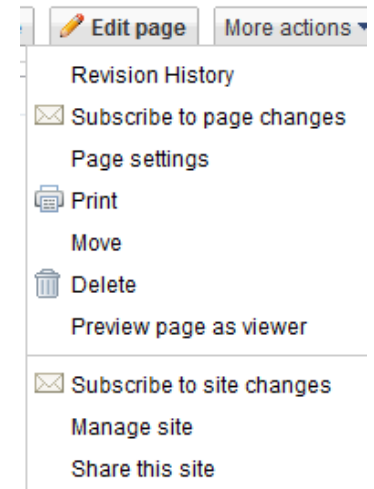 Edit page More actions
Revision History
Subscribe to page changes
Page settings
Print
Move
Delete
Preview page as viewer
Subscribe to site changes
Manage site
Share this site